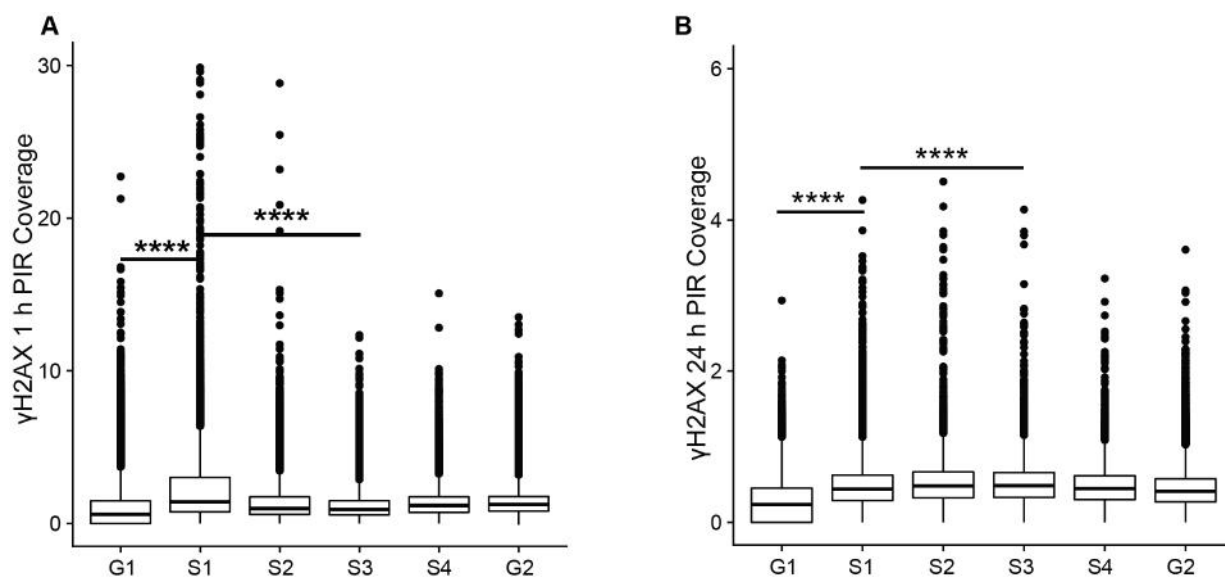 A
γH2AX 1 h PIR Coverage
30
20
10
0
****
****
G1 S1 S2 S3 S4 G2
B
γH2AX 24 h PIR Coverage
6
4
2
0
****
****
G1 S1 S2 S3 S4 G2